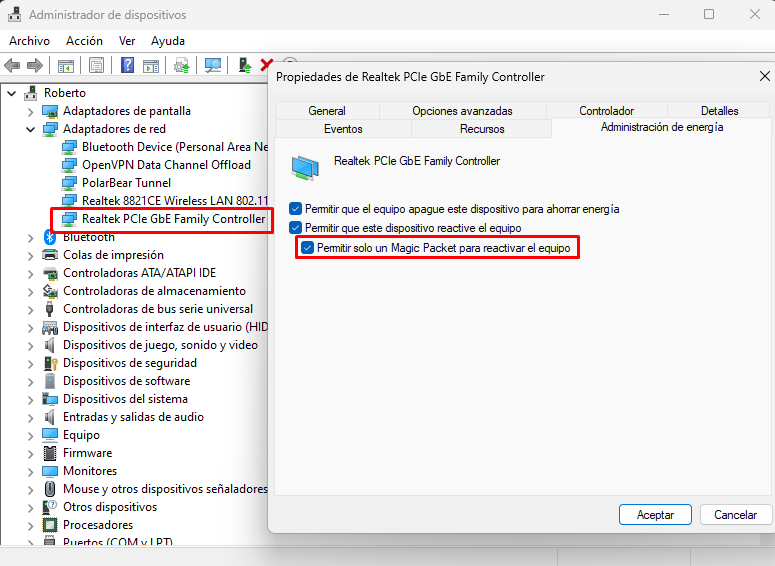 Administrador de dispositivos
Archivo Acción Ver Ayuda
Roberto
Adaptadores de pantalla
Adaptadores de red
Bluetooth Device (Personal Area Ne
OpenVPN Data Channel Offload
PolarBear Tunnel
Realtek 8821CE Wireless LAN 802.11
Realtek PCIe GbE Family Controller
Bluetooth
Colas de impresión
Controladoras ATA/ATAPI IDE
Controladoras de almacenamiento
Controladoras de bus serie universal
Dispositivos de interfaz de usuario (HID
Dispositivos de juego, sonido y video
Dispositivos de seguridad
Dispositivos de software
Dispositivos del sistema
Entradas y salidas de audio
Equipo
Firmware
Monitores
Mouse y otros dispositivos señaladores
Otros dispositivos
Procesadores
Puertos (COM y LPT)
Propiedades de Realtek PCIe GbE Family Controller
General Opciones avanzadas Controlador Detalles
Eventos Recursos Administración de energía
Realtek PCIe GbE Family Controller
Permitir que el equipo apague este dispositivo para ahorrar energía
Permitir que este dispositivo reactive el equipo
Permitir solo un Magic Packet para reactivar el equipo
Aceptar Cancelar